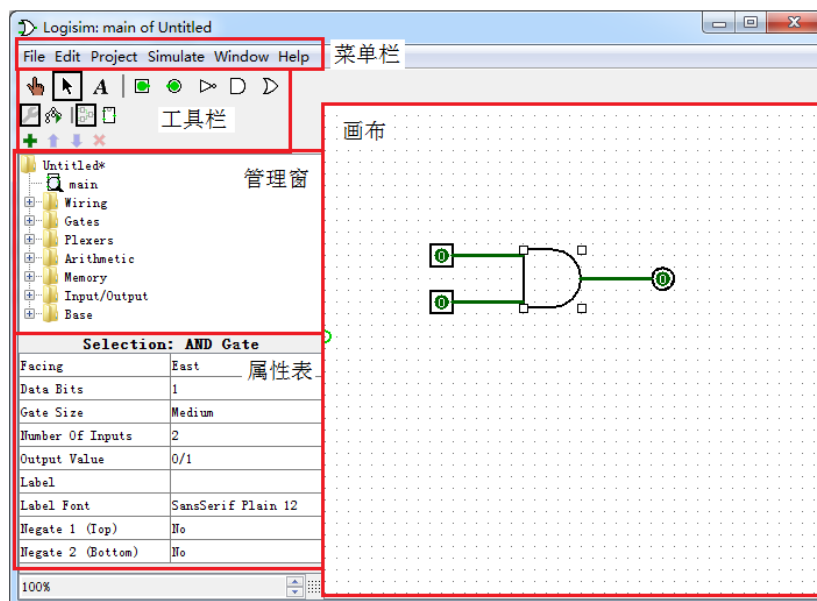 Logisim: main of Untitled
File Edit Project Simulate Window Help
菜单栏
A
工具栏
画布
Untitled*
管理窗
main
Wiring
Gates
Plexers
Arithmetic
Memory
Input/Output
Base
0
0
0
Selection: AND Gate
Facing East
属性表
Data Bits 1
Gate Size Medium
Number Of Inputs 2
Output Value 0/1
Label
Label Font SansSerif Plain 12
Negate 1 (Top) No
Negate 2 (Bottom) No
100%